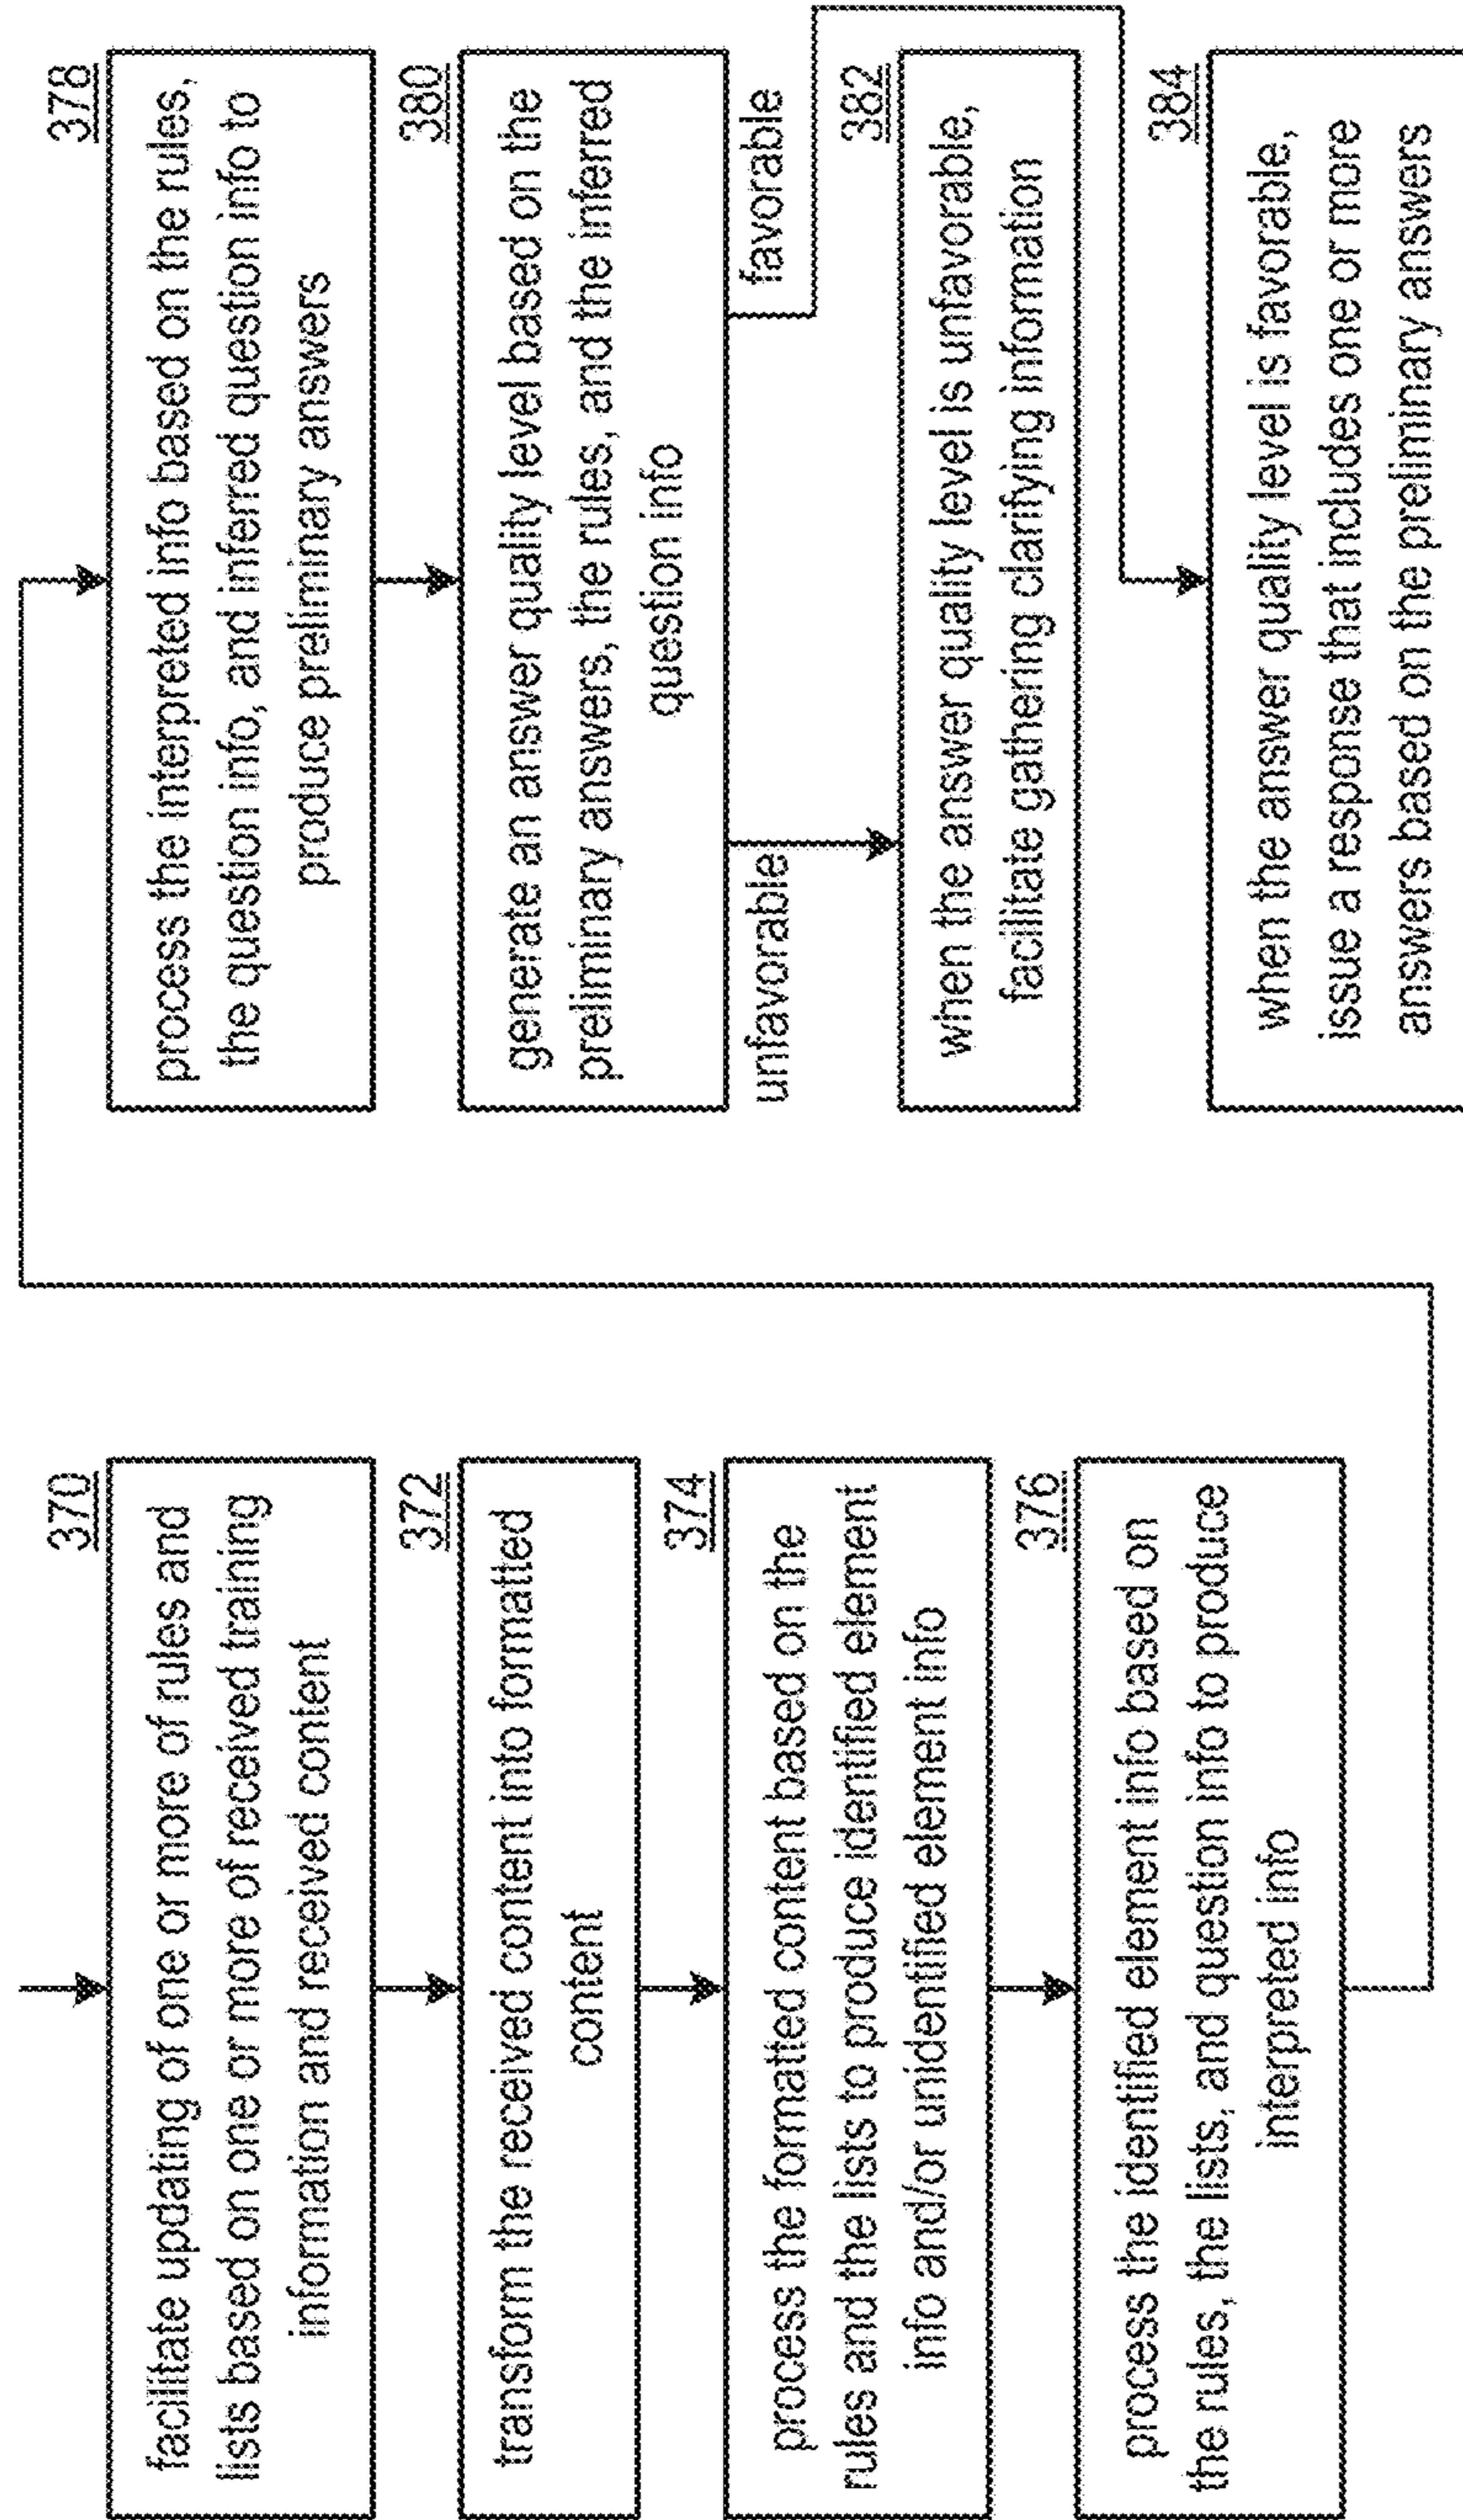 370
facilitate updating of one or more of rules and
lists based on one or more of received training
information and received content
372
transform the received content into formatted
content
374
process the formatted content based on the
rules and the lists to produce identified element
info and/or unidentified element info
376
process the identified element info based on
the rules, the lists, and question info to produce
interpreted info
378
process the interpreted info based on the rules,
the question info, and inferred question info to
produce preliminary answers
380
generate an answer quality level based on the
preliminary answers, the rules, and the inferred
question info
unfavorable
favorable
382
when the answer quality level is unfavorable,
facilitate gathering clarifying information
384
when the answer quality level is favorable,
issue a response that includes one or more
answers based on the preliminary answers